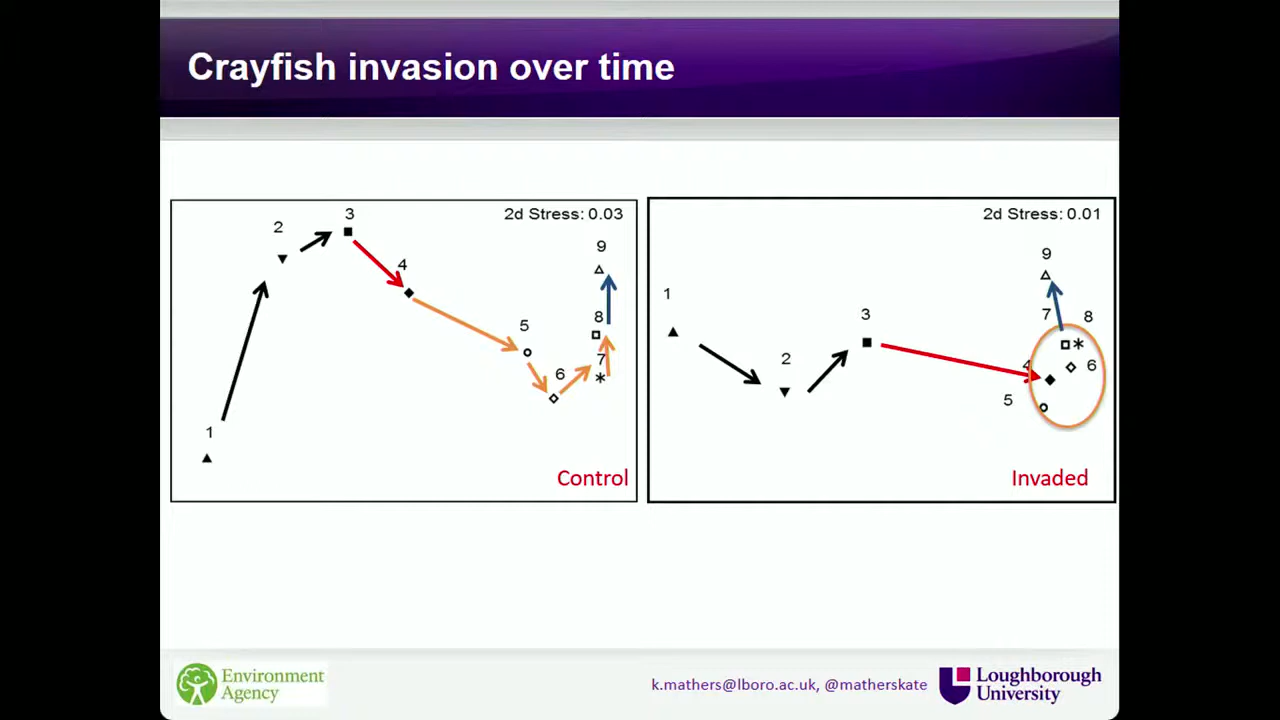 Crayfish invasion over time
2d Stress: 0.03
1
2
3
4
5
6
7
8
9
Control
2d Stress: 0.01
1
2
3
4
5
6
7
8
9
Invaded
Environment
Agency
k.mathers@lboro.ac.uk, @matherskate
Loughborough
University